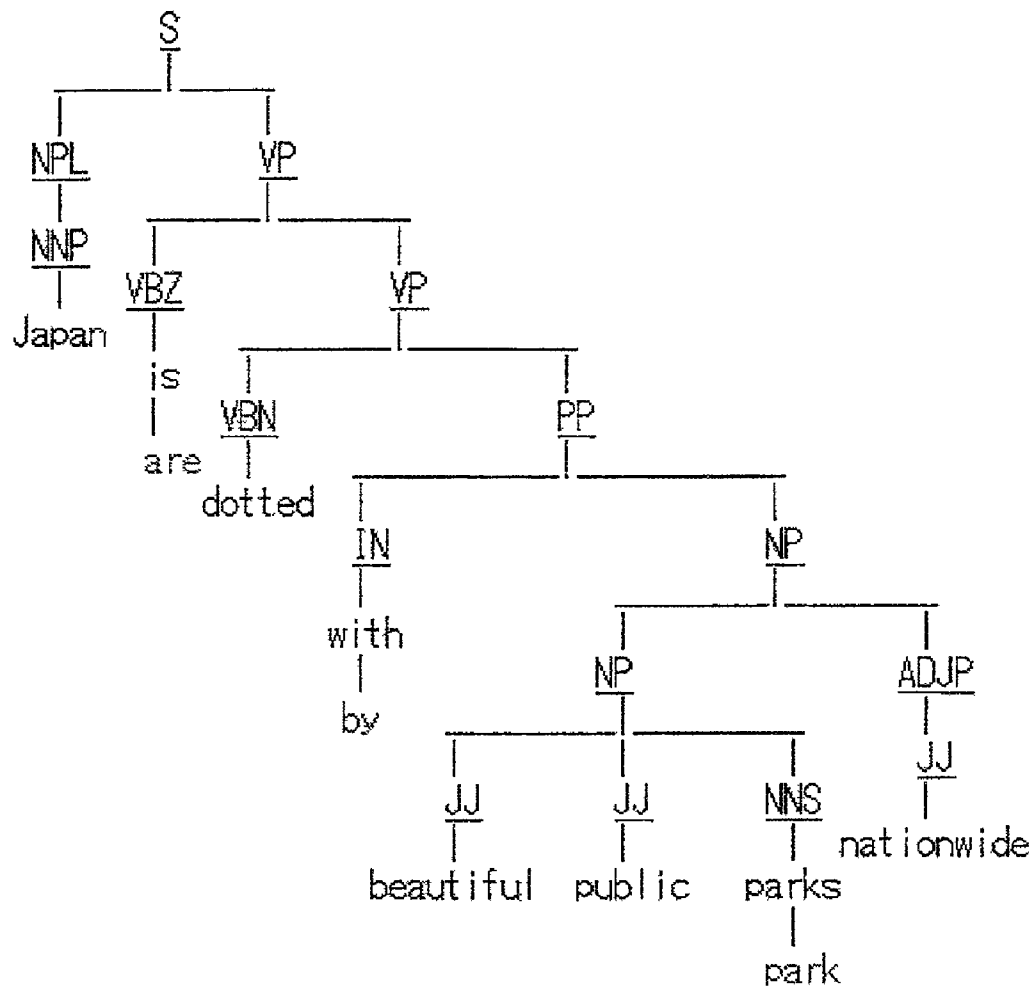 S
NPL VP
NNP
VBZ VP
Japan
is
VBN PP
are
dotted
IN NP
with
NP ADJP
by
JJ
JJ JJ NNS
nationwide
beautiful public parks
park